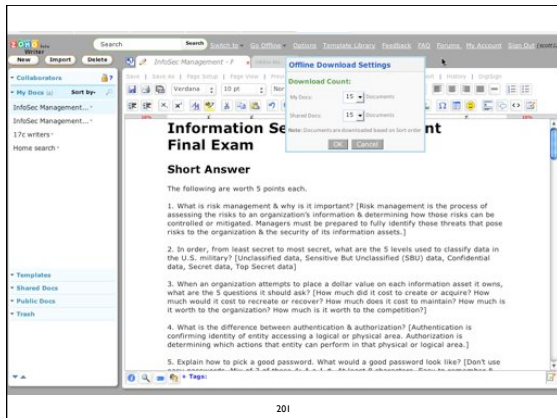 ZOHO Beta
Writer
Search
Search
Switch to
Go Offline
Options
Template Library
Feedback
FAQ
Forums
My Account
Sign Out
New
Import
Delete
InfoSec Management - F
Offline Download Settings
Collaborators
My Docs
Sort by-
InfoSec Management...
17c writers
Home search
Save
Save As
Page Setup
Page View
History
DigiSign
Verdana
10 pt
Download Count:
My Docs:
15
Documents
Shared Docs:
15
Documents
Note: Documents are downloaded based on Sort order
OK
Cancel
Information Se
nt
Final Exam
Short Answer
The following are worth 5 points each.
1. What is risk management & why is it important? [Risk management is the process of
assessing the risks to an organization's information & determining how those risks can be
controlled or mitigated. Managers must be prepared to fully identify those threats that pose
risks to the organization & the security of its information assets.]
2. In order, from least secret to most secret, what are the 5 levels used to classify data in
the U.S. military? [Unclassified data, Sensitive But Unclassified (SBU) data, Confidential
data, Secret data, Top Secret data]
3. When an organization attempts to place a dollar value on each information asset it owns,
what are the 5 questions it should ask? [How much did it cost to create or acquire? How
much would it cost to recreate or recover? How much does it cost to maintain? How much is
it worth to the organization? How much is it worth to the competition?]
4. What is the difference between authentication & authorization? [Authentication is
confirming identity of entity accessing a logical or physical area. Authorization is
determining which actions that entity can perform in that physical or logical area.]
5. Explain how to pick a good password. What would a good password look like? [Don't use
Templates
Shared Docs
Public Docs
Trash
Tags:
201